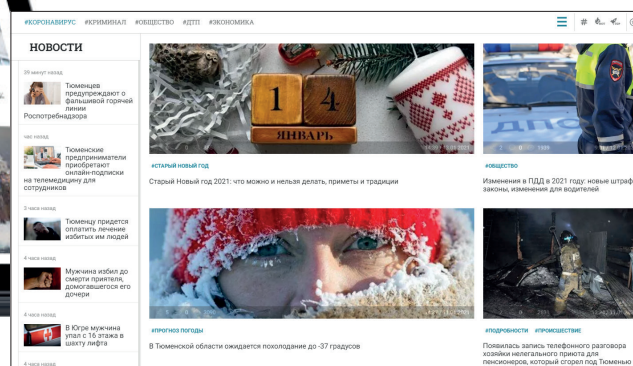 #КОРОНАВИРУС #КРИМИНАЛ #ОБЩЕСТВО #ДТП #ЭКОНОМИКА
НОВОСТИ
39 минут назад
Тюменцев
предупреждают о
фальшивой горячей
линии
Роспотребнадзора
час назад
Тюменские
предприниматели
приобретают
онлайн-подписки
на телемедицину для
сотрудников
3 часа назад
Тюменцу придется
оплатить лечение
избитых им людей
4 часа назад
Мужчина избил до
смерти приятеля,
домогавшегося его
дочери
4 часа назад
В Югре мужчина
упал с 16 этажа в
шахту лифта
4 часа назад
1 4
ЯНВАРЬ
#СТАРЫЙ НОВЫЙ ГОД
Старый Новый год 2021: что можно и нельзя делать, приметы и традиции
#ПРОГНОЗ ПОГОДЫ
В Тюменской области ожидается похолодание до -37 градусов
#ОБЩЕСТВО
Изменения в ПДД в 2021 году: новые штраф
законы, изменения для водителей
#ПОДРОБНОСТИ #ПРОИСШЕСТВИЕ
Появилась запись телефонного разговора
хозяйки нелегального приюта для
пенсионеров, который сгорел под Тюменью